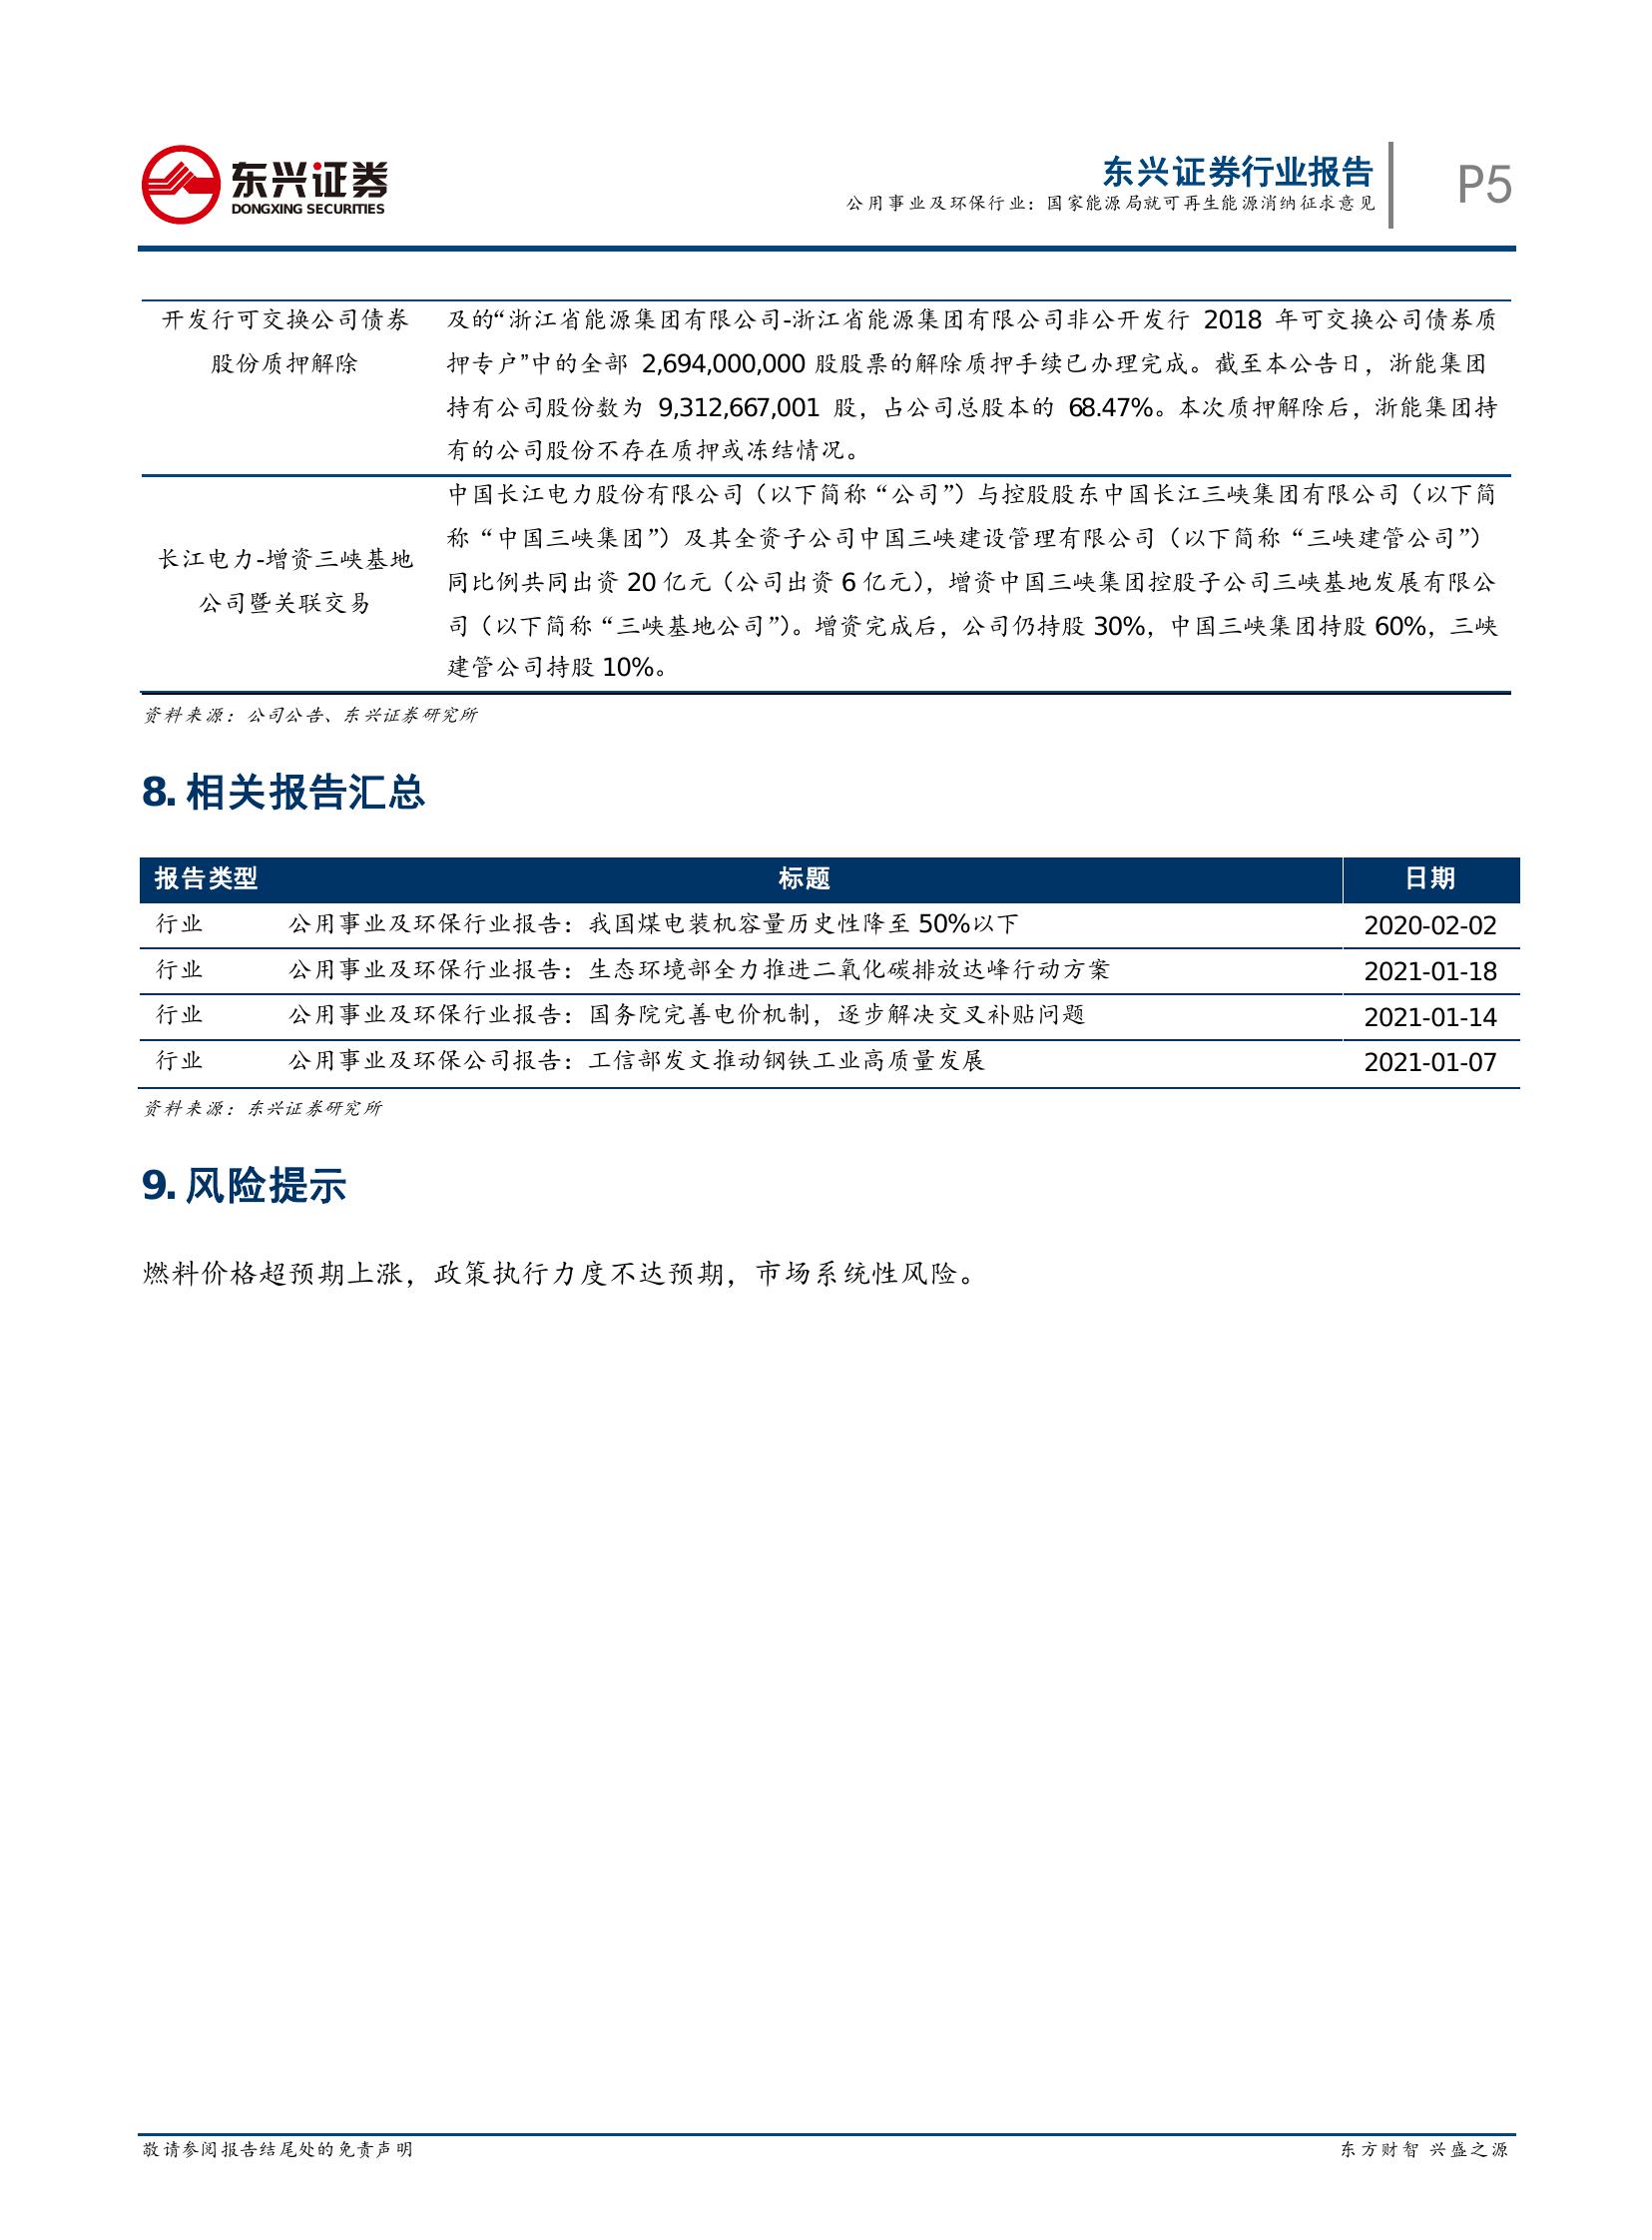 东兴证券
DONGXING SECURITIES
东兴证券行业报告
公用事业及环保行业：国家能源局就可再生能源消纳征求意见
P5
开发行可交换公司债券
股份质押解除
及的“浙江省能源集团有限公司-浙江省能源集团有限公司非公开发行 2018 年可交换公司债券质
押专户”中的全部 2,694,000,000 股股票的解除质押手续已办理完成。截至本公告日，浙能集团
持有公司股份数为 9,312,667,001 股，占公司总股本的 68.47%。本次质押解除后，浙能集团持
有的公司股份不存在质押或冻结情况。
长江电力-增资三峡基地
公司暨关联交易
中国长江电力股份有限公司（以下简称“公司”）与控股股东中国长江三峡集团有限公司（以下简
称“中国三峡集团”）及其全资子公司中国三峡建设管理有限公司（以下简称“三峡建管公司”）
同比例共同出资 20 亿元（公司出资 6 亿元），增资中国三峡集团控股子公司三峡基地发展有限公
司（以下简称“三峡基地公司”）。增资完成后，公司仍持股 30%，中国三峡集团持股 60%，三峡
建管公司持股 10%。
资料来源：公司公告、东兴证券研究所
8. 相关报告汇总
报告类型 标题 日期
行业 公用事业及环保行业报告：我国煤电装机容量历史性降至 50%以下 2020-02-02
行业 公用事业及环保行业报告：生态环境部全力推进二氧化碳排放达峰行动方案 2021-01-18
行业 公用事业及环保行业报告：国务院完善电价机制，逐步解决交叉补贴问题 2021-01-14
行业 公用事业及环保公司报告：工信部发文推动钢铁工业高质量发展 2021-01-07
资料来源：东兴证券研究所
9. 风险提示
燃料价格超预期上涨，政策执行力度不达预期，市场系统性风险。
敬请参阅报告结尾处的免责声明
东方财智 兴盛之源